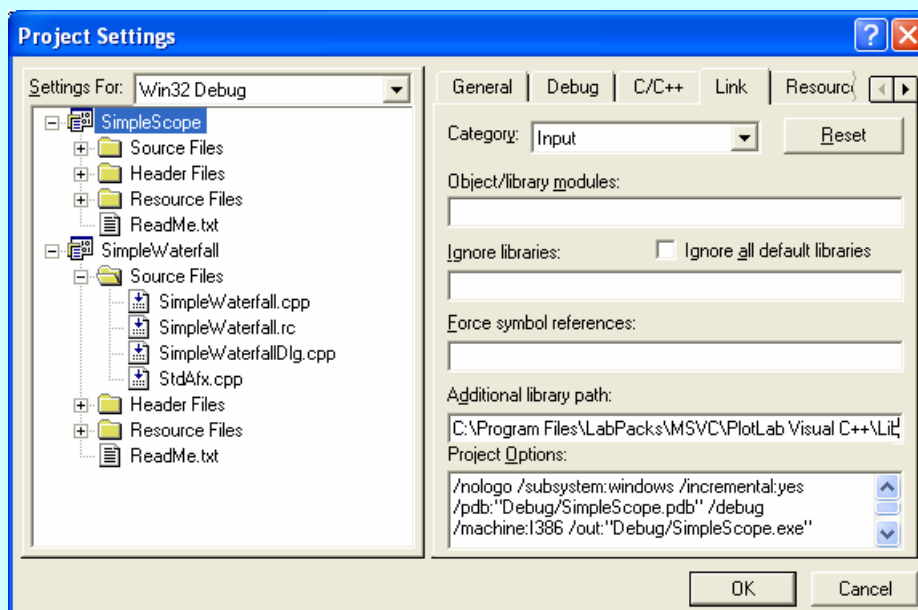 Project Settings
Settings For: Win32 Debug
SimpleScope
Source Files
Header Files
Resource Files
ReadMe.txt
SimpleWaterfall
Source Files
SimpleWaterfall.cpp
SimpleWaterfall.rc
SimpleWaterfallDlg.cpp
StdAfx.cpp
Header Files
Resource Files
ReadMe.txt
General Debug C/C++ Link Resourc
Category: Input Reset
Object/library modules:
Ignore libraries: Ignore all default libraries
Force symbol references:
Additional library path:
C:\Program Files\LabPacks\MSVC\PlotLab Visual C++\Lib
Project Options:
/nologo /subsystem:windows /incremental:yes
/pdb:"Debug/SimpleScope.pdb" /debug
/machine:I386 /out:"Debug/SimpleScope.exe"
OK Cancel